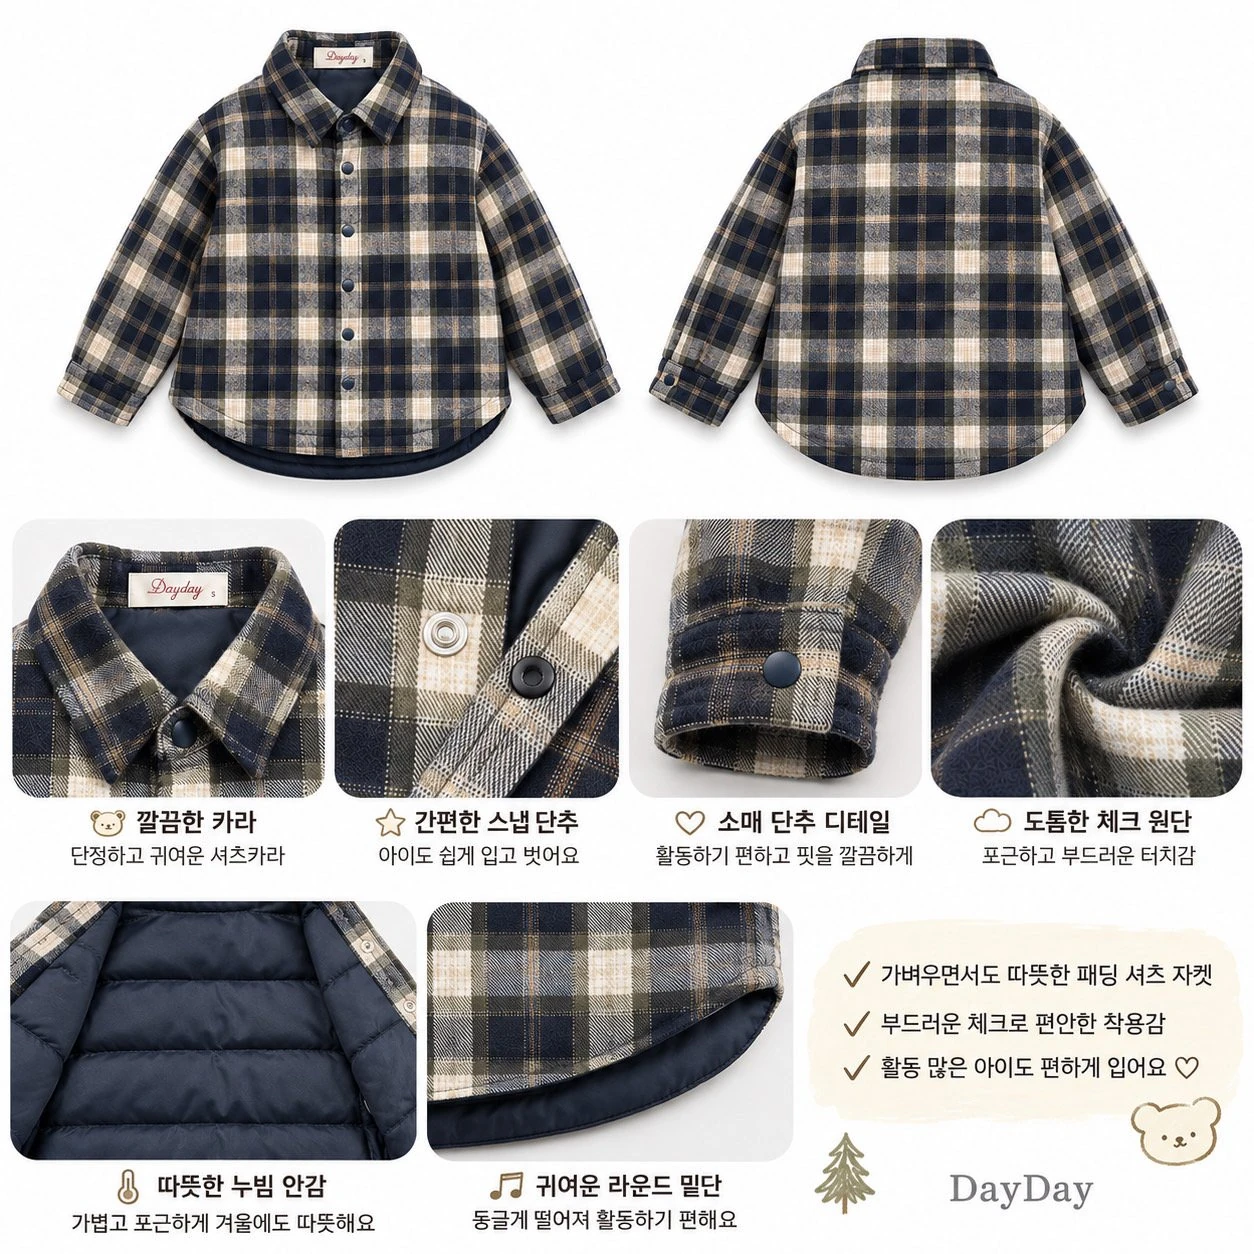 Dayday s
Dayday s
깔끔한 카라
단정하고 귀여운 셔츠카라
간편한 스냅 단추
아이도 쉽게 입고 벗어요
소매 단추 디테일
활동하기 편하고 핏을 깔끔하게
도톰한 체크 원단
포근하고 부드러운 터치감
따뜻한 누빔 안감
가볍고 포근하게 겨울에도 따뜻해요
귀여운 라운드 밑단
둥글게 떨어져 활동하기 편해요
가벼우면서도 따뜻한 패딩 셔츠 자켓
부드러운 체크로 편안한 착용감
활동 많은 아이도 편하게 입어요 ♡
DayDay